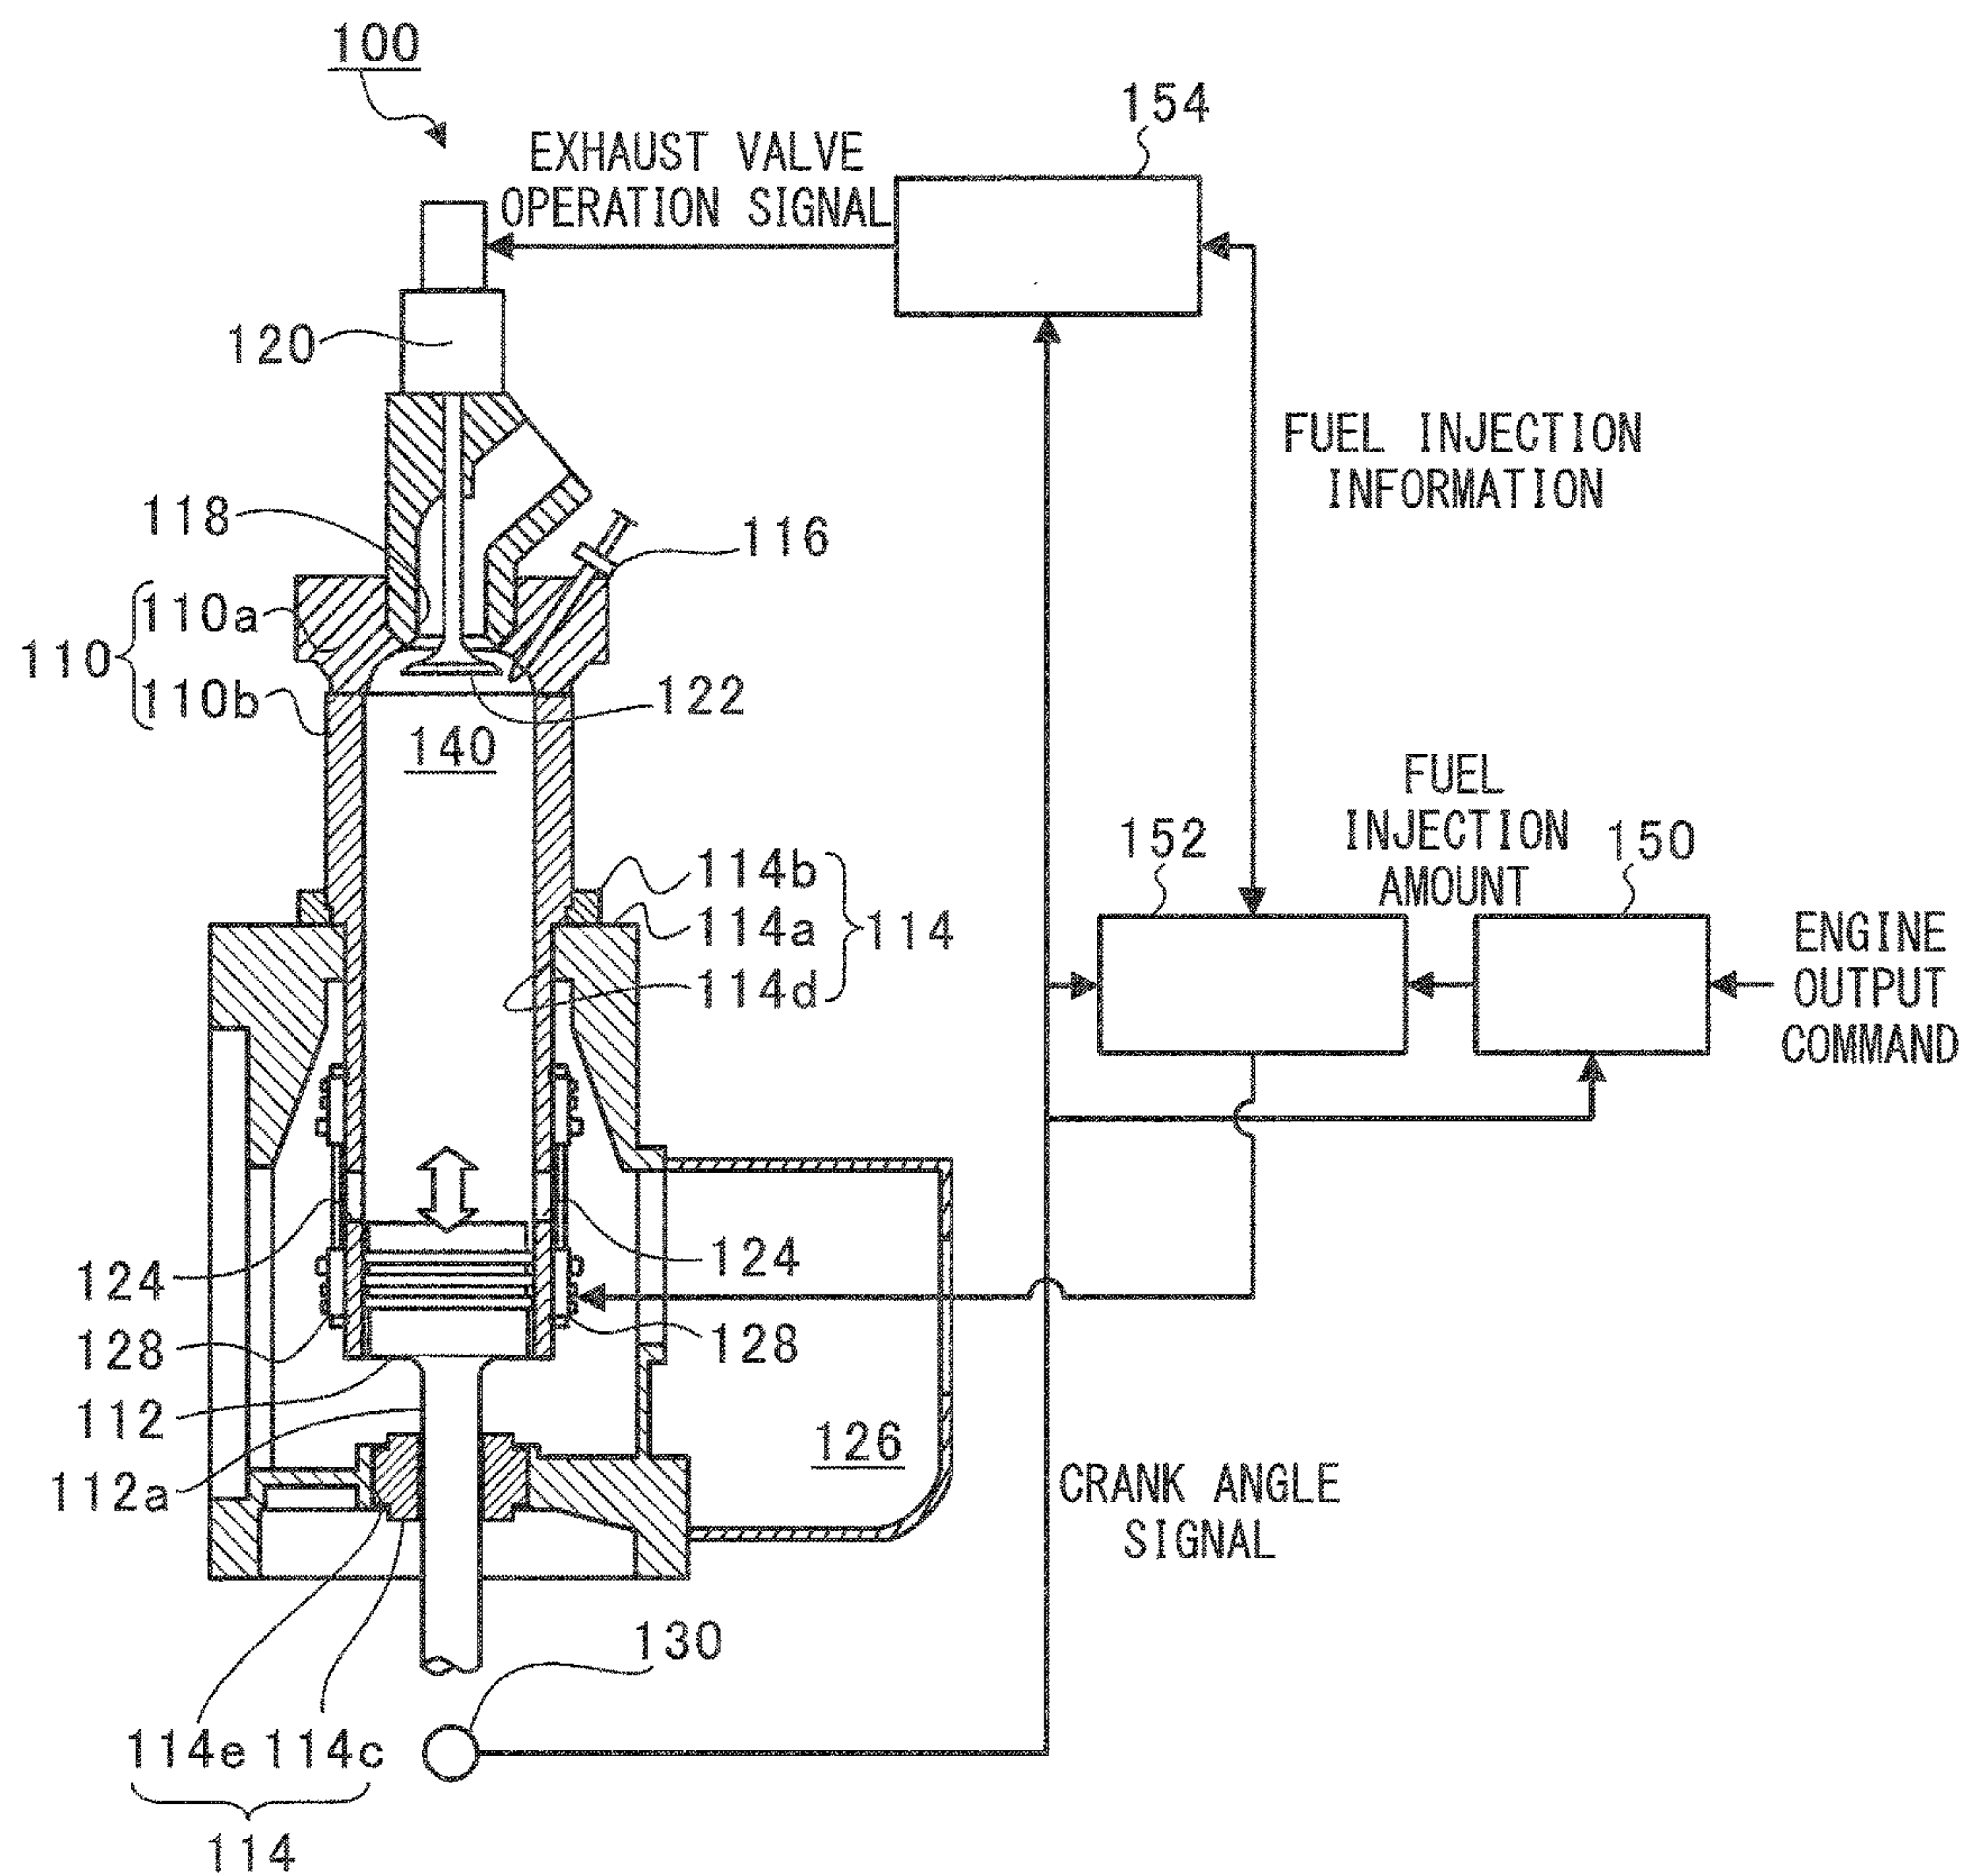 100
154
EXHAUST VALVE
OPERATION SIGNAL
120
FUEL INJECTION
INFORMATION
118
116
110a
110
110b
122
140
FUEL
INJECTION
AMOUNT
152
150
114b
114a
114
114d
ENGINE
OUTPUT
COMMAND
124
124
128
128
112
126
112a
CRANK ANGLE
SIGNAL
130
114e 114c
114